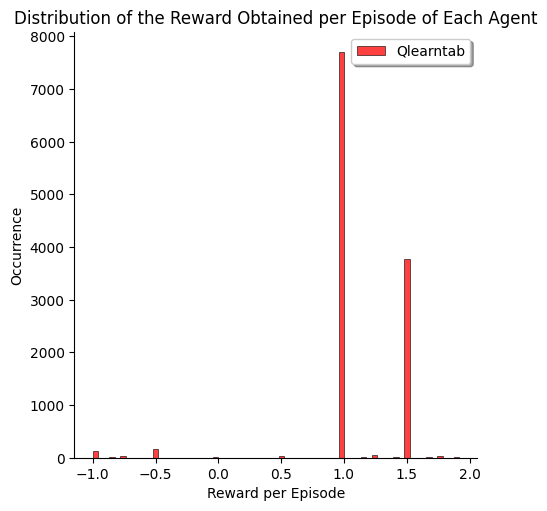 Distribution of the Reward Obtained per Episode of Each Agent
Qlearntab
8000
7000
6000
5000
4000
3000
2000
1000
0
Occurrence
−1.0 −0.5 0.0 0.5 1.0 1.5 2.0
Reward per Episode